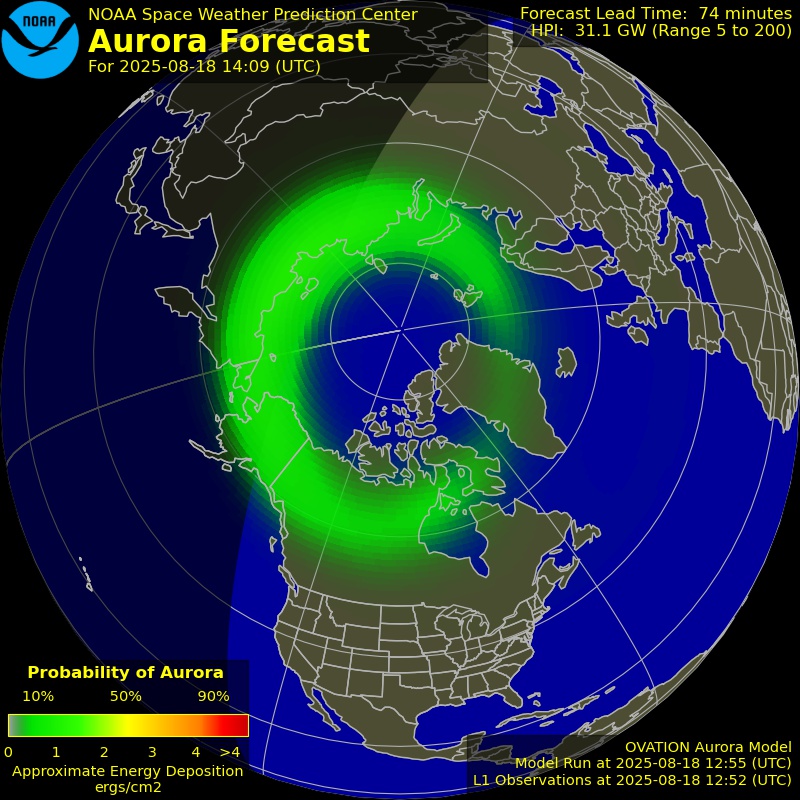 NOAA
NOAA Space Weather Prediction Center
Aurora Forecast
For 2025-08-18 14:09 (UTC)
Forecast Lead Time: 74 minutes
HPI: 31.1 GW (Range 5 to 200)
Probability of Aurora
10% 50% 90%
0 1 2 3 4 >4
Approximate Energy Deposition
ergs/cm2
OVATION Aurora Model
Model Run at 2025-08-18 12:55 (UTC)
L1 Observations at 2025-08-18 12:52 (UTC)